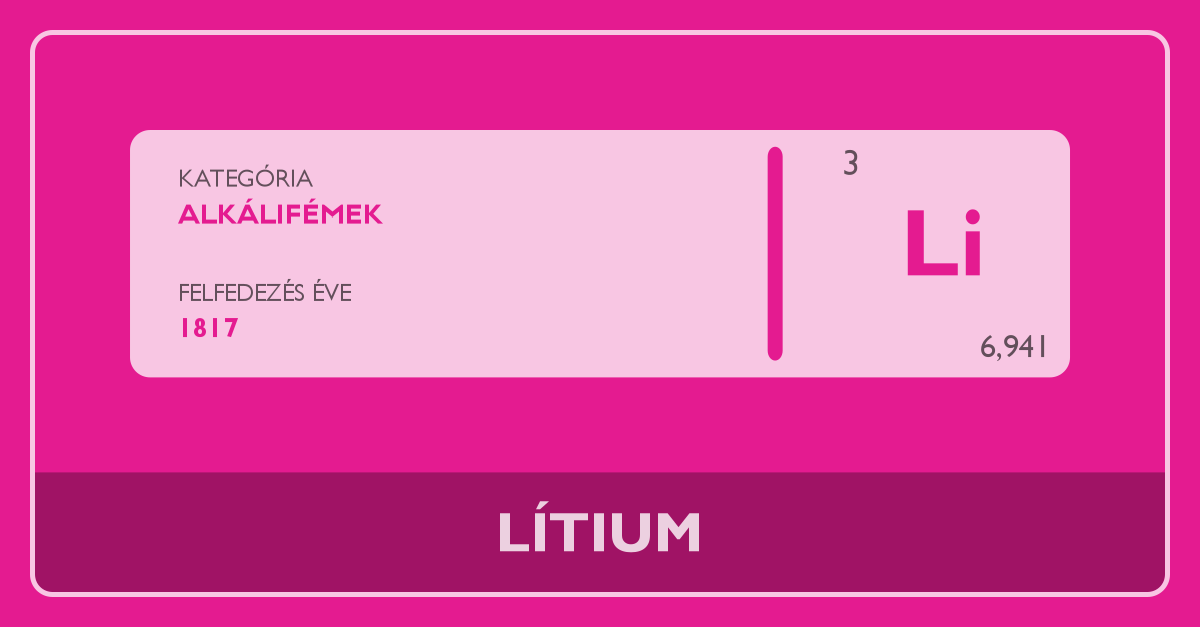 KATEGÓRIA
ALKÁLIFÉMEK
FELFEDEZÉS ÉVE
1817
3
Li
6,941
LÍTIUM